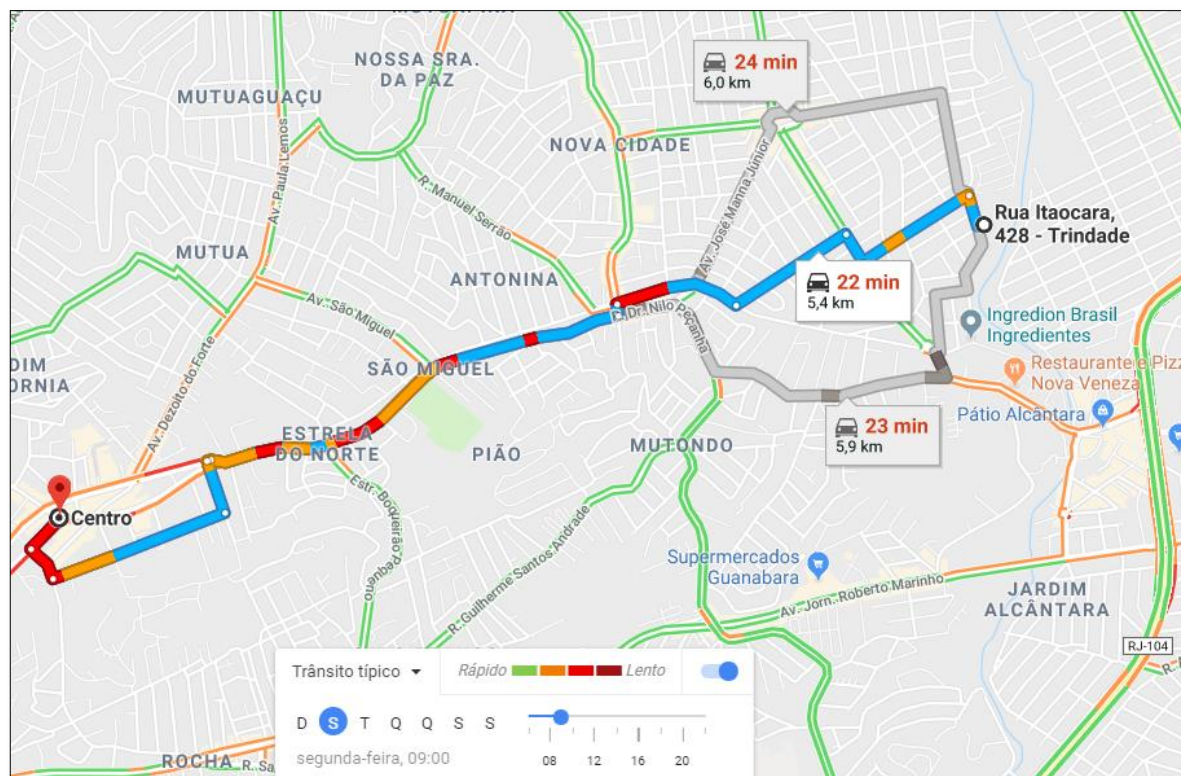 NOSSA SRA.
DA PAZ
24 min
6,0 km
MUTUAGUAÇU
Av. Paula Lemos
NOVA CIDADE
R. Manuel Serrão
Av. José Manna Júnior
Rua Itaocara,
428 - Trindade
MUTUA
ANTONINA
22 min
5,4 km
Av. São Miguel
R. Dr. Nilo Peçanha
Ingredion Brasil
Ingredientes
DIM
ORNIA
SÃO MIGUEL
Restaurante e Pizz
Nova Veneza
Av. Dezoito do Forte
23 min
5,9 km
Pátio Alcântara
ESTRELA
DO NORTE
PIÃO
MUTONDO
Centro
Estr. Boqueirão Pequeno
R. Guilherme Santos Andrade
Supermercados
Guanabara
Av. Jorn. Roberto Marinho
JARDIM
ALCÂNTARA
RJ-104
Trânsito típico
Rápido
Lento
D S T Q Q S S
segunda-feira, 09:00
08 12 16 20
ROCHA